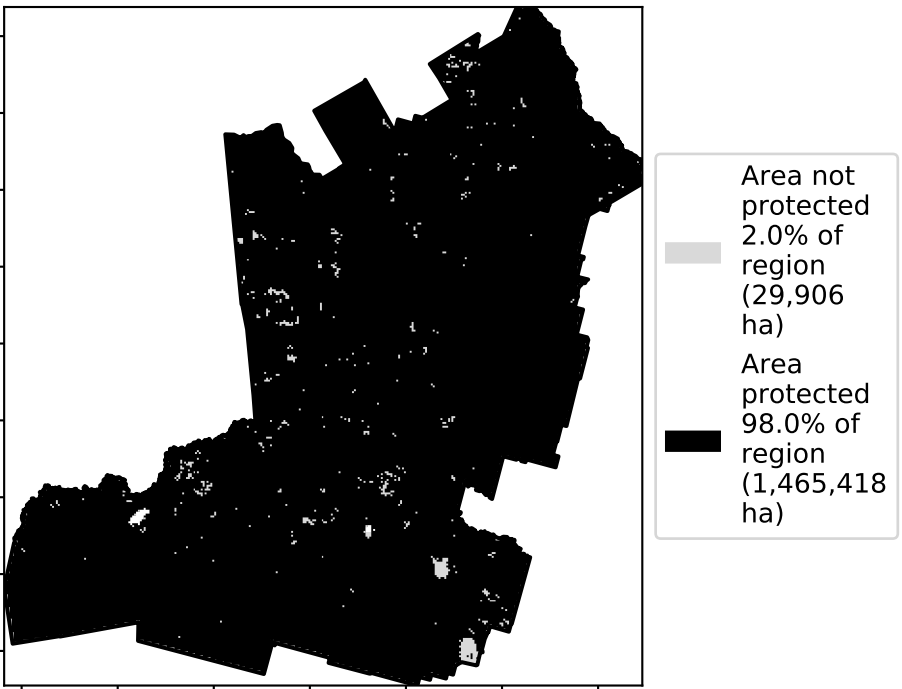 Area not
protected
2.0% of
region
(29,906
ha)
Area
protected
98.0% of
region
(1,465,418
ha)